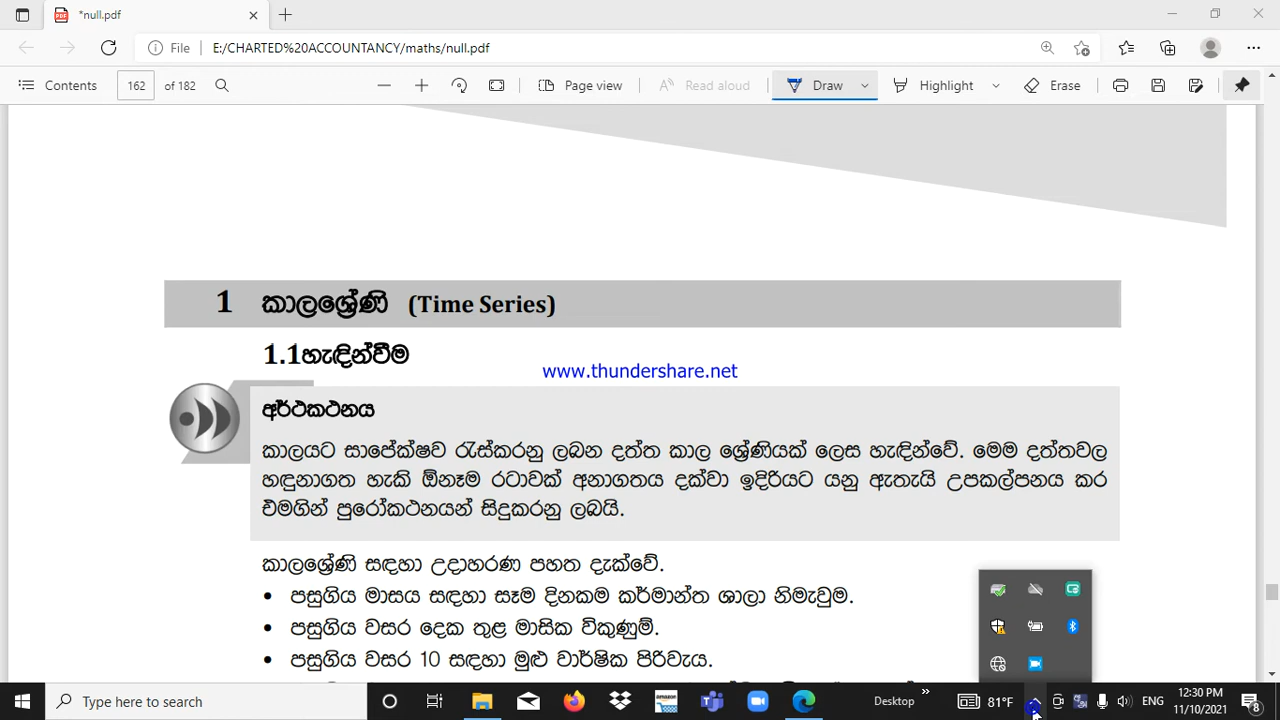 *null.pdf
File E:/CHARTED%20ACCOUNTANCY/maths/null.pdf
Contents 162 of 182 Page view Read aloud Draw Highlight Erase
1 කාලශ්‍රේණි (Time Series)
1.1හැඳින්වීම
www.thundershare.net
අර්ථකථනය
කාලයට සාපේක්ෂව රැස්කරනු ලබන දත්ත කාල ශ්‍රේණියක් ලෙස හැඳින්වේ. මෙම දත්තවල
හඳුනාගත හැකි ඕනෑම රටාවක් අනාගතය දක්වා ඉදිරියට යනු ඇතැයි උපකල්පනය කර
එමගින් පුරෝකථනයන් සිදුකරනු ලබයි.
කාලශ්‍රේණි සඳහා උදාහරණ පහත දැක්වේ.
• පසුගිය මාසය සඳහා සෑම දිනකම කර්මාන්ත ශාලා නිමැවුම.
• පසුගිය වසර දෙක තුළ මාසික විකුණුම්.
• පසුගිය වසර 10 සඳහා මුළු වාර්ෂික පිරිවැය.
Type here to search
Desktop
81°F
ENG
12:30 PM
11/10/2021
8